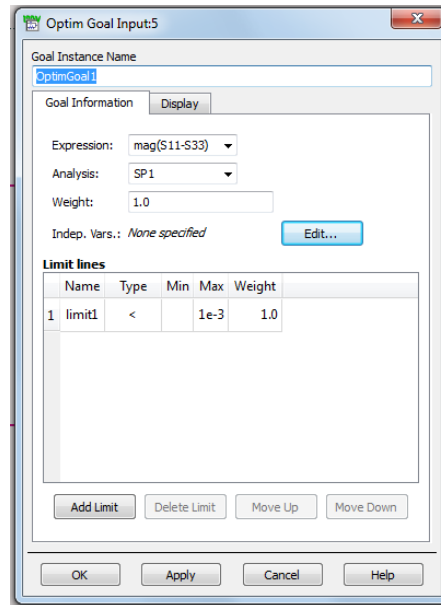 Optim Goal Input:5
Goal Instance Name
OptimGoal1
Goal Information Display
Expression: mag(S11-S33)
Analysis: SP1
Weight: 1.0
Indep. Vars.: None specified Edit...
Limit lines
Name Type Min Max Weight
1 limit1 < 1e-3 1.0
Add Limit Delete Limit Move Up Move Down
OK Apply Cancel Help